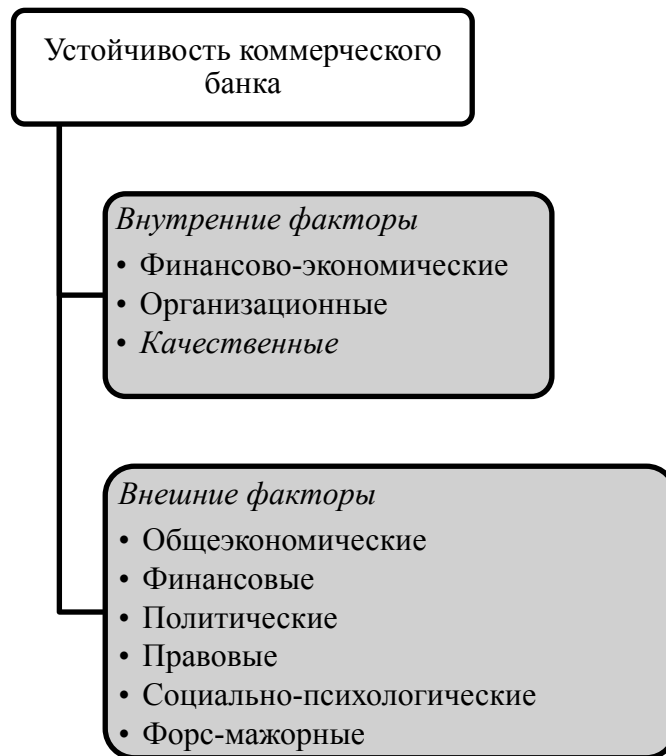 Устойчивость коммерческого
банка
Внутренние факторы
• Финансово-экономические
• Организационные
• Качественные
Внешние факторы
• Общеэкономические
• Финансовые
• Политические
• Правовые
• Социально-психологические
• Форс-мажорные